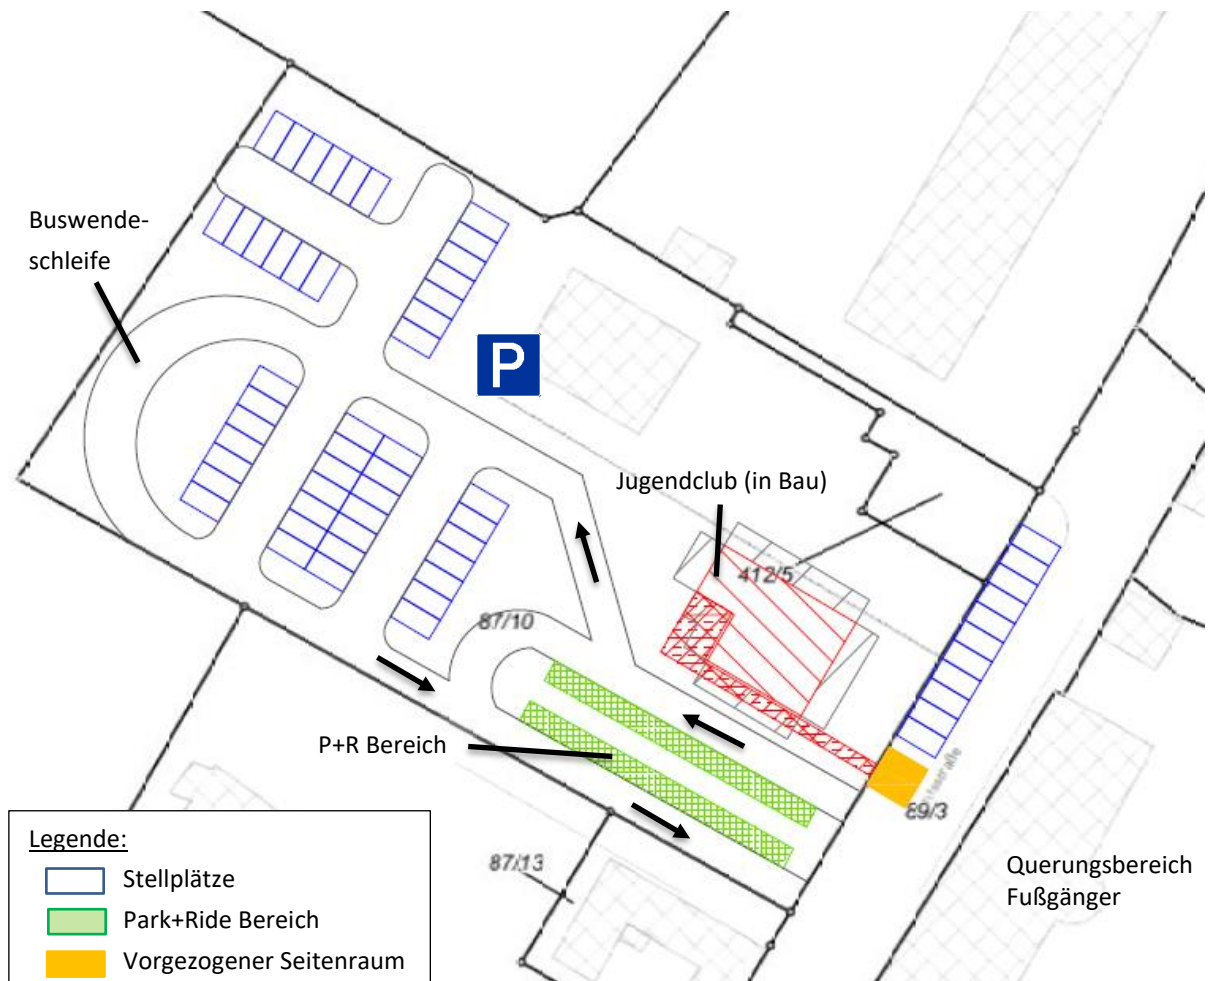 Buswende-
schleife
P
Jugendclub (in Bau)
412/5
87/10
P+R Bereich
89/3
87/13
Querungsbereich
Fußgänger
Legende:
Stellplätze
Park+Ride Bereich
Vorgezogener Seitenraum